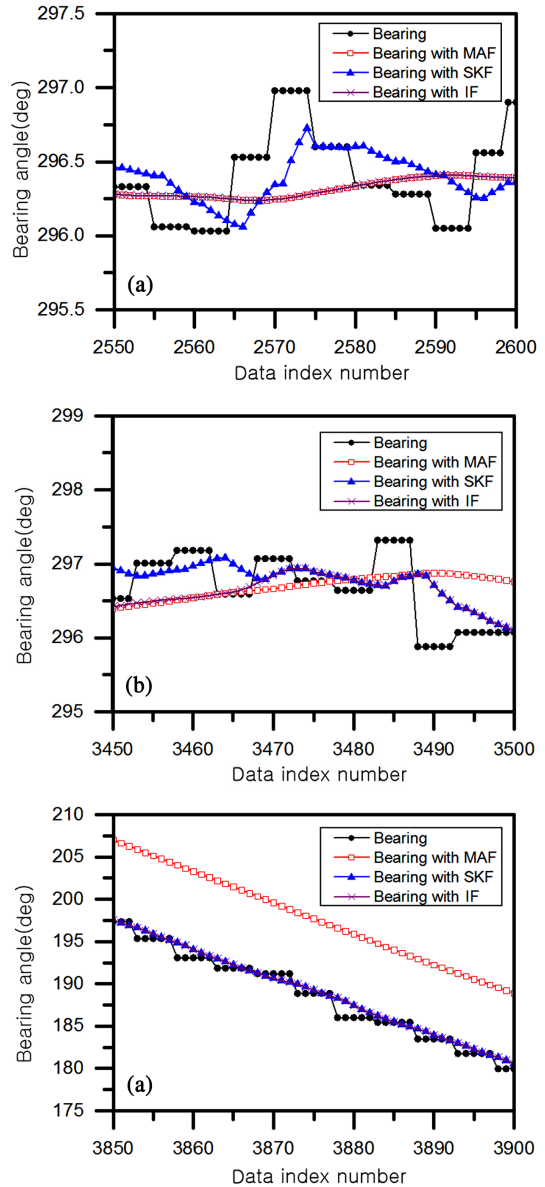 297.5
297.0
296.5
296.0
295.5
Bearing angle(deg)
Bearing
Bearing with MAF
Bearing with SKF
Bearing with IF
(a)
2550 2560 2570 2580 2590 2600
Data index number
299
298
297
296
295
Bearing angle(deg)
Bearing
Bearing with MAF
Bearing with SKF
Bearing with IF
(b)
3450 3460 3470 3480 3490 3500
Data index number
210
205
200
195
190
185
180
175
Bearing angle(deg)
Bearing
Bearing with MAF
Bearing with SKF
Bearing with IF
(a)
3850 3860 3870 3880 3890 3900
Data index number